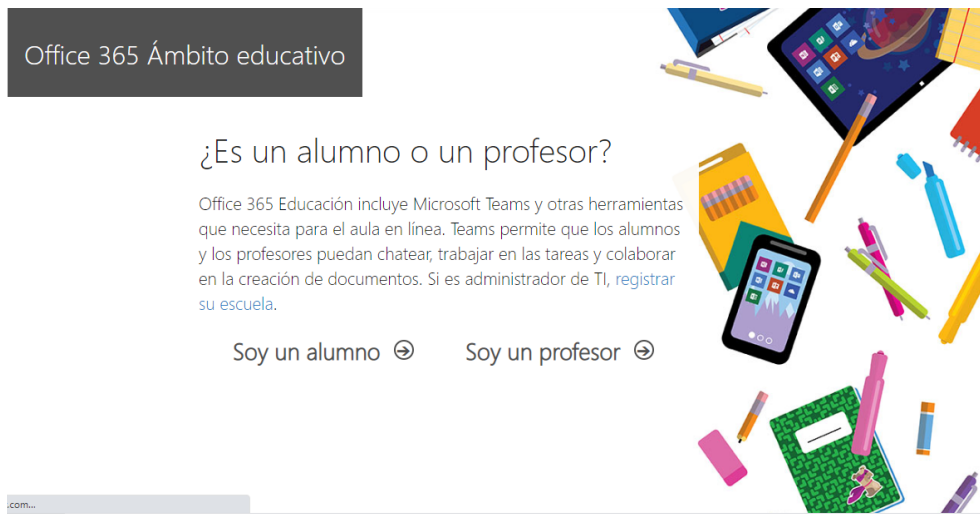 Office 365 Ámbito educativo
¿Es un alumno o un profesor?
Office 365 Educación incluye Microsoft Teams y otras herramientas
que necesita para el aula en línea. Teams permite que los alumnos
y los profesores puedan chatear, trabajar en las tareas y colaborar
en la creación de documentos. Si es administrador de TI, registrar
su escuela.
Soy un alumno
Soy un profesor
.com...